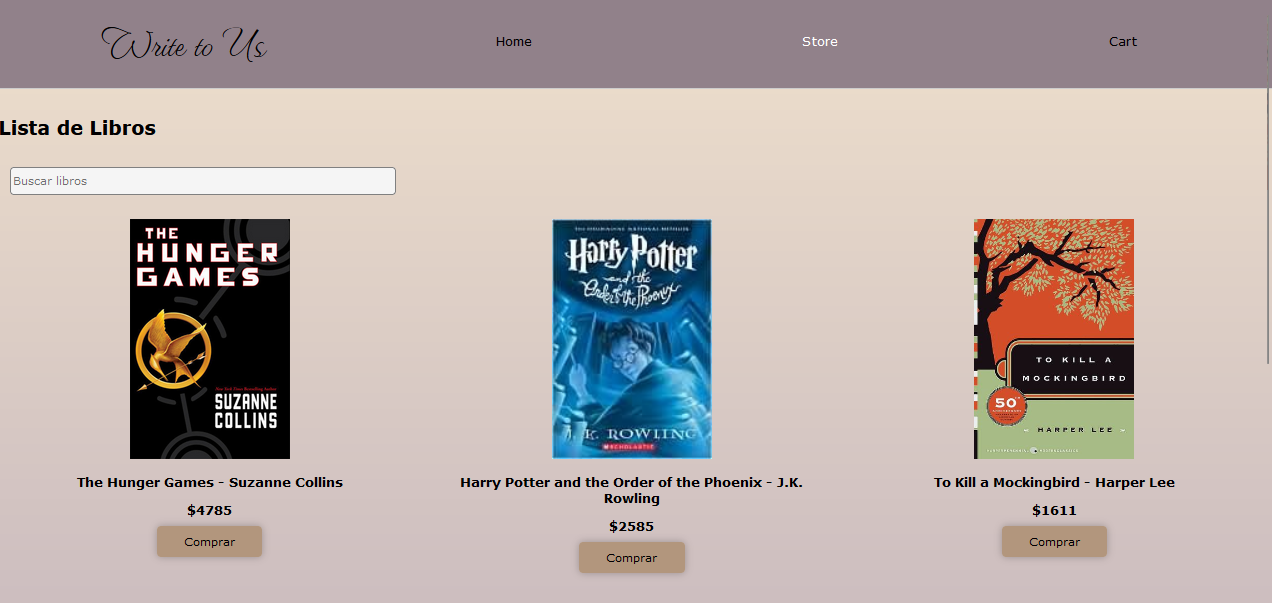 Write to Us
Home
Store
Cart
Lista de Libros
Buscar libros
THE
HUNGER
GAMES
SUZANNE
COLLINS
Harry Potter
and the
Order of the Phoenix
J. K. ROWLING
SCHOLASTIC
TO KILL A
MOCKINGBIRD
50
HARPER LEE
The Hunger Games - Suzanne Collins
$4785
Comprar
Harry Potter and the Order of the Phoenix - J.K.
Rowling
$2585
Comprar
To Kill a Mockingbird - Harper Lee
$1611
Comprar